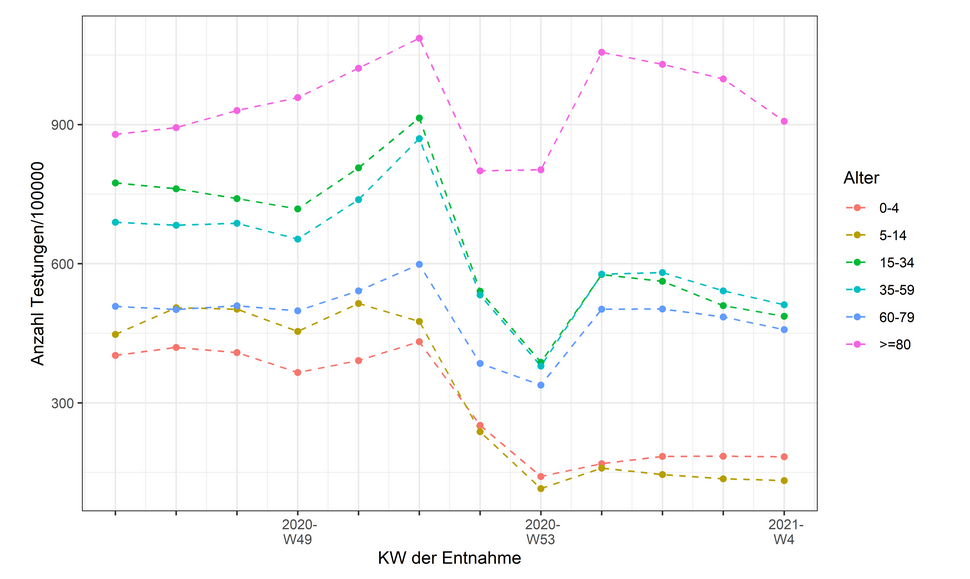 Anzahl Testungen/100000
900
600
300
2020-
W49
2020-
W53
2021-
W4
KW der Entnahme
Alter
0-4
5-14
15-34
35-59
60-79
>=80